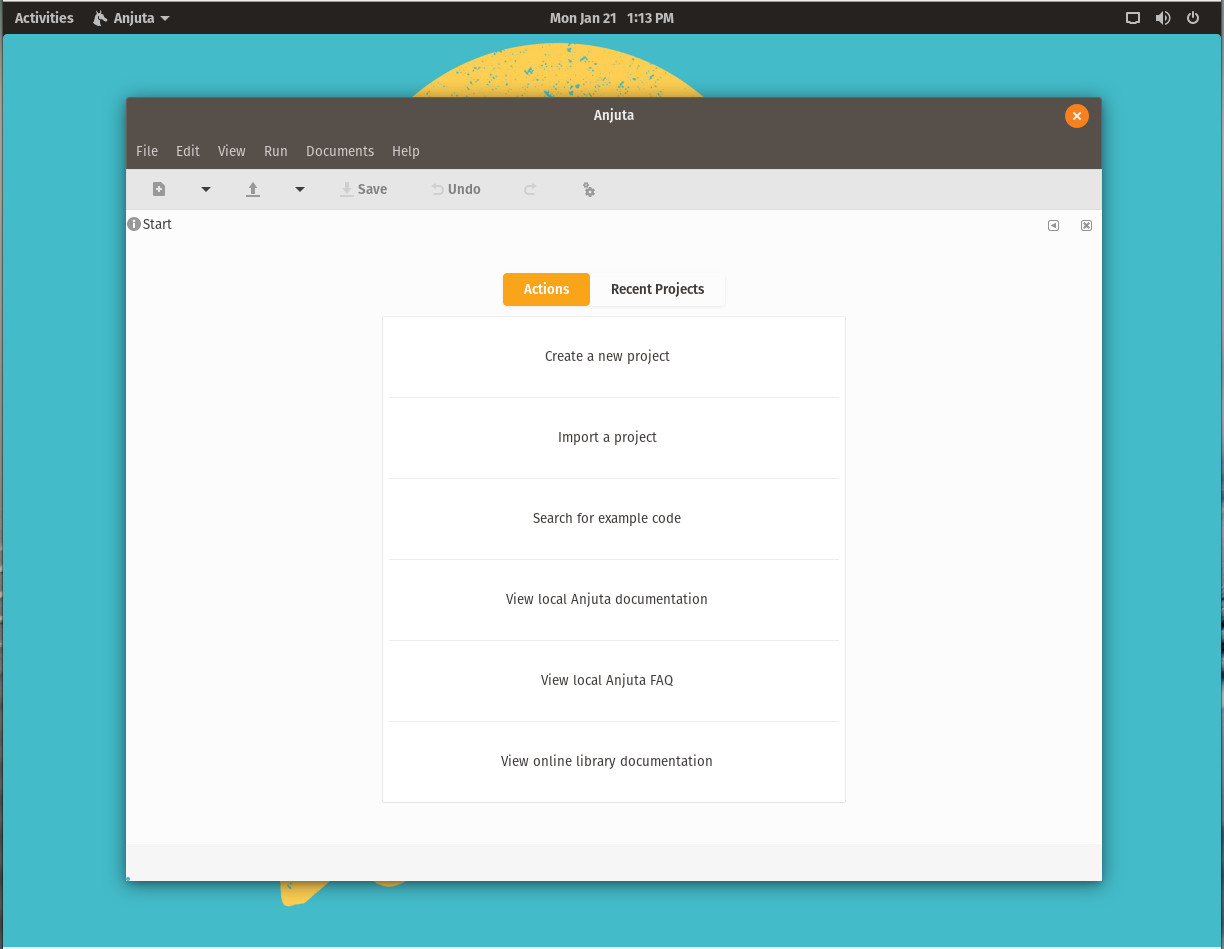 Activities Anjuta Mon Jan 21 1:13 PM
Anjuta
File Edit View Run Documents Help
Save Undo
Start
Actions Recent Projects
Create a new project
Import a project
Search for example code
View local Anjuta documentation
View local Anjuta FAQ
View online library documentation